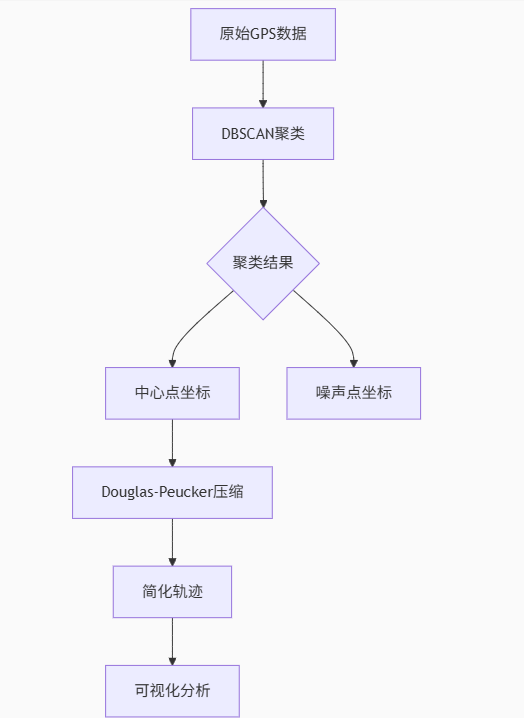 原始GPS数据
DBSCAN聚类
聚类结果
中心点坐标
噪声点坐标
Douglas-Peucker压缩
简化轨迹
可视化分析